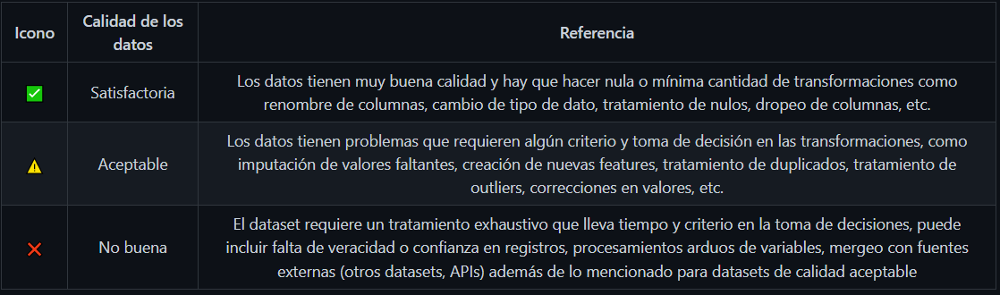 Icono
Calidad de los
datos
Referencia
✅
Satisfactoria
Los datos tienen muy buena calidad y hay que hacer nula o mínima cantidad de transformaciones como
renombre de columnas, cambio de tipo de dato, tratamiento de nulos, dropeo de columnas, etc.
⚠️
Aceptable
Los datos tienen problemas que requieren algún criterio y toma de decisión en las transformaciones, como
imputación de valores faltantes, creación de nuevas features, tratamiento de duplicados, tratamiento de
outliers, correcciones en valores, etc.
❌
No buena
El dataset requiere un tratamiento exhaustivo que lleva tiempo y criterio en la toma de decisiones, puede
incluir falta de veracidad o confianza en registros, procesamientos arduos de variables, mergeo con fuentes
externas (otros datasets, APIs) además de lo mencionado para datasets de calidad aceptable